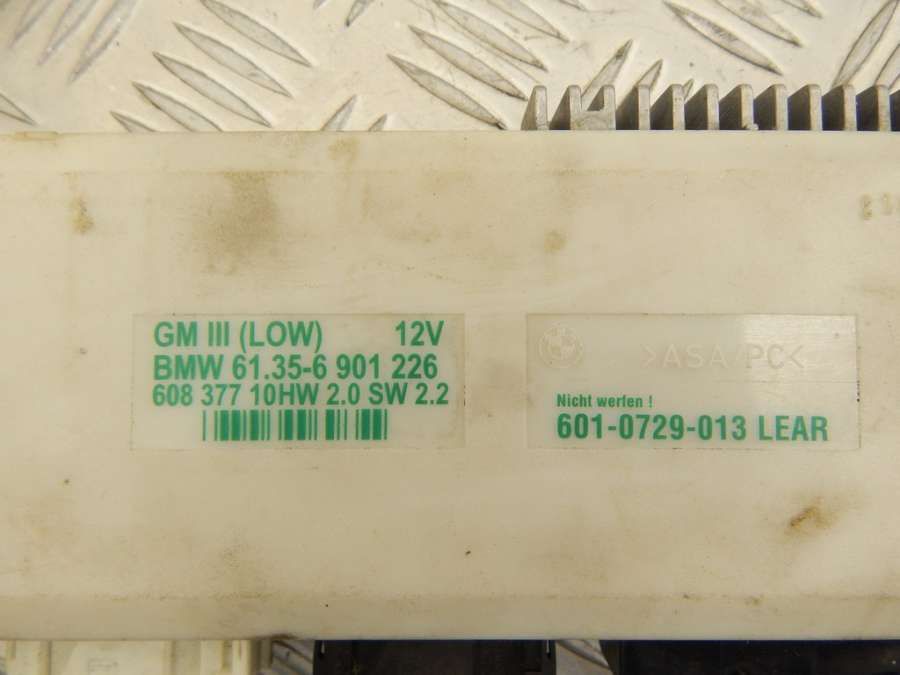 GM III (LOW) 12V
BMW 61.35-6 901 226
608 377 10HW 2.0 SW 2.2
>ASA/PC<
Nicht werfen !
601-0729-013 LEAR